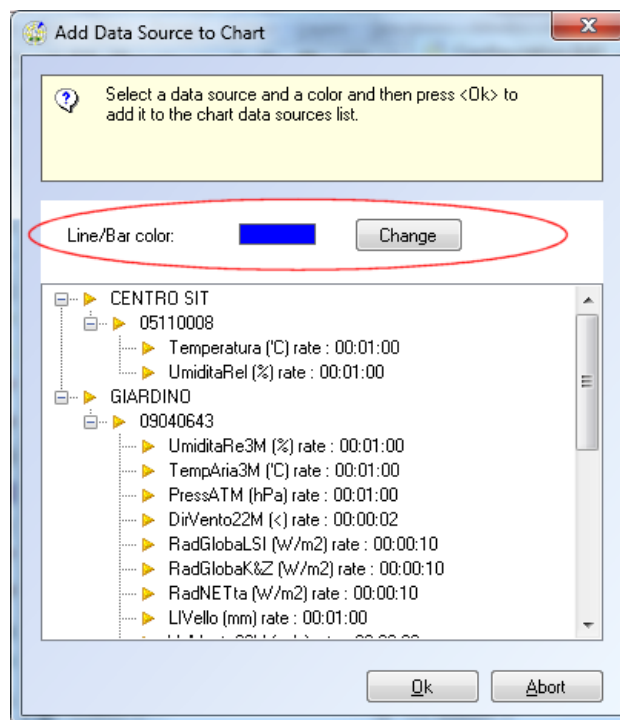 Add Data Source to Chart
Select a data source and a color and then press <Ok> to
add it to the chart data sources list.
Line/Bar color: Change
CENTRO SIT
05110008
Temperatura ('C) rate : 00:01:00
UmiditaRel (%) rate : 00:01:00
GIARDINO
09040643
UmiditaRe3M (%) rate : 00:01:00
TempAria3M ('C) rate : 00:01:00
PressATM (hPa) rate : 00:01:00
DirVento22M (<) rate : 00:00:02
RadGlobaLSI (W/m2) rate : 00:00:10
RadGlobaK&Z (W/m2) rate : 00:00:10
RadNETta (W/m2) rate : 00:00:10
LIVello (mm) rate : 00:01:00
Ok Abort